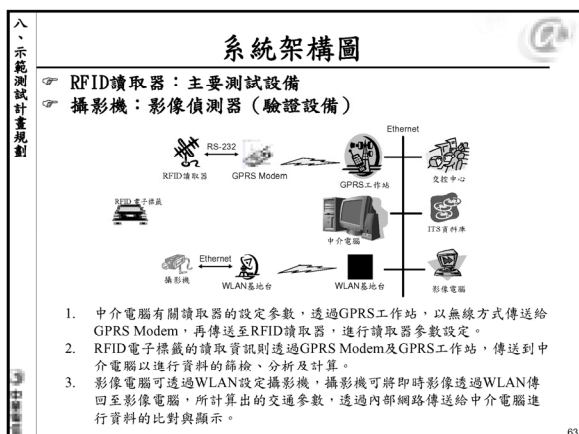 八、示範測試計畫規劃
系統架構圖
RFID讀取器：主要測試設備
攝影機：影像偵測器（驗證設備）
Ethernet
RS-232
RFID讀取器
GPRS Modem
GPRS工作站
交控中心
RFID 電子標籤
中介電腦
ITS資料庫
Ethernet
攝影機
WLAN基地台
WLAN基地台
影像電腦
1. 中介電腦有關讀取器的設定參數，透過GPRS工作站，以無線方式傳送給
GPRS Modem，再傳送至RFID讀取器，進行讀取器參數設定。
2. RFID電子標籤的讀取資訊則透過GPRS Modem及GPRS工作站，傳送到中
介電腦以進行資料的篩檢、分析及計算。
3. 影像電腦可透過WLAN設定攝影機，攝影機可將即時影像透過WLAN傳
回至影像電腦，所計算出的交通參數，透過內部網路傳送給中介電腦進
行資料的比對與顯示。
63